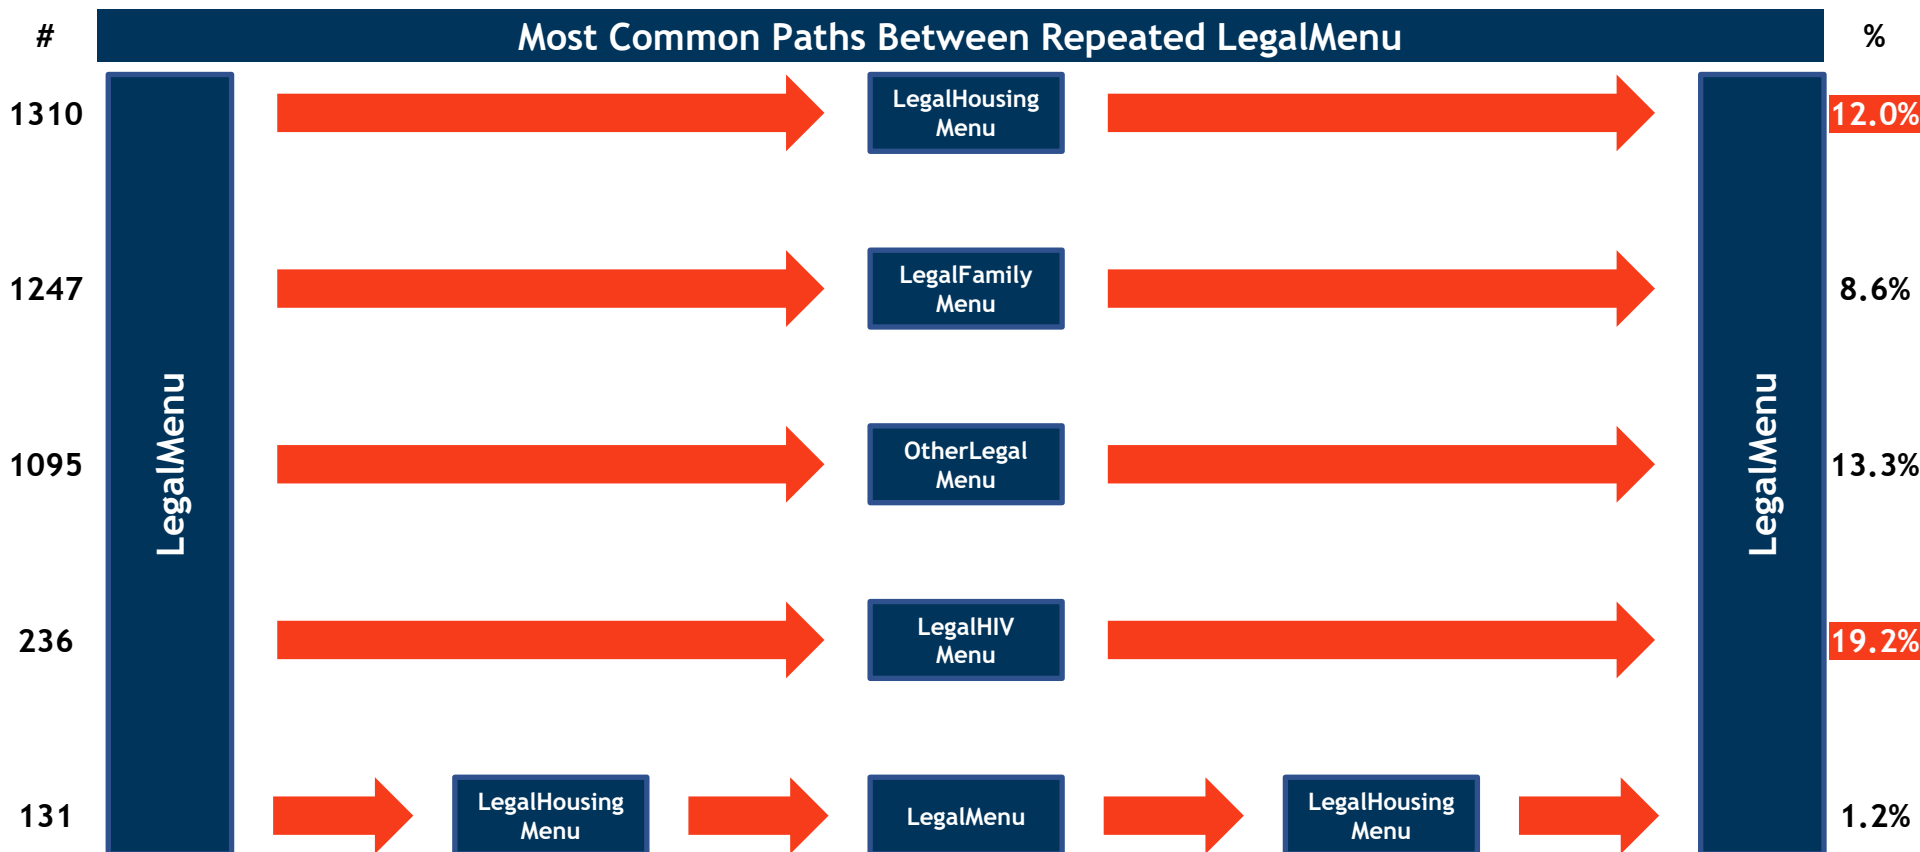 # Most Common Paths Between Repeated LegalMenu %
LegalMenu
1310 LegalHousing 12.0%
Menu
1247 LegalFamily 8.6%
Menu
1095 OtherLegal 13.3%
Menu
236 LegalHIV 19.2%
Menu
131 LegalHousing LegalMenu LegalHousing 1.2%
Menu Menu
LegalMenu